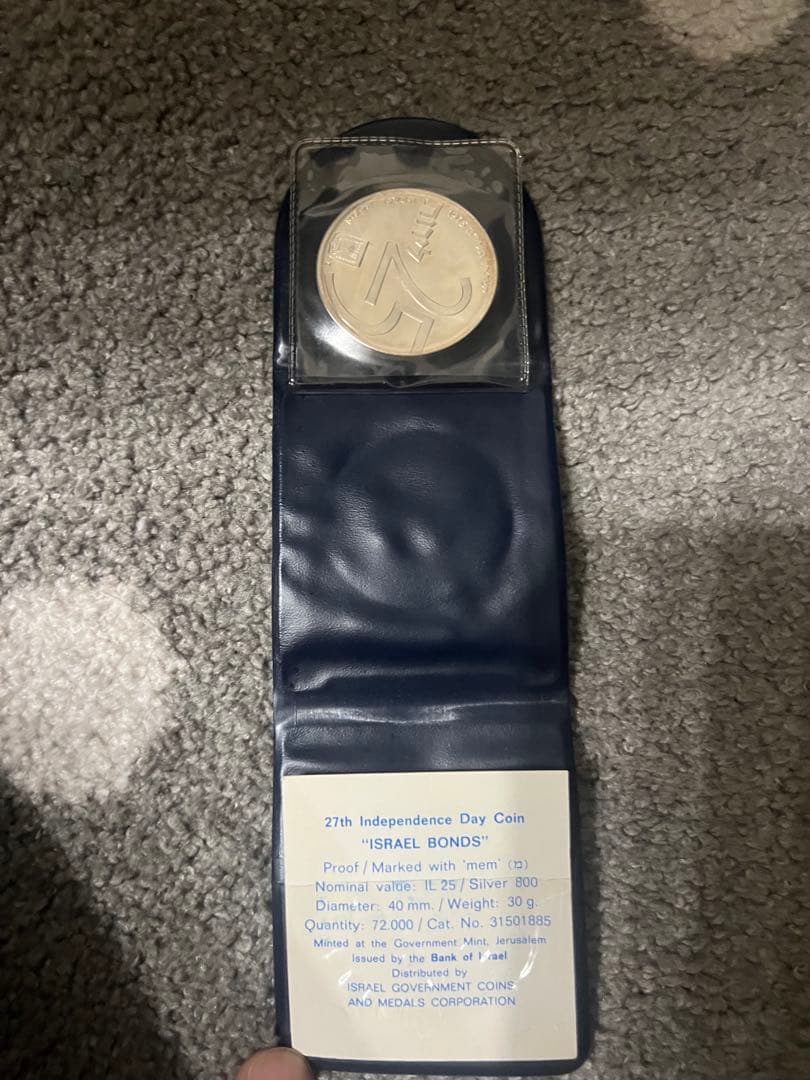 25
27th Independence Day Coin
"ISRAEL BONDS"
Proof / Marked with 'mem' (מ)
Nominal value: IL 25 / Silver 800
Diameter: 40 mm. / Weight: 30 g.
Quantity: 72.000 / Cat. No. 31501885
Minted at the Government Mint, Jerusalem
Issued by the Bank of Israel
Distributed by
ISRAEL GOVERNMENT COINS
AND MEDALS CORPORATION